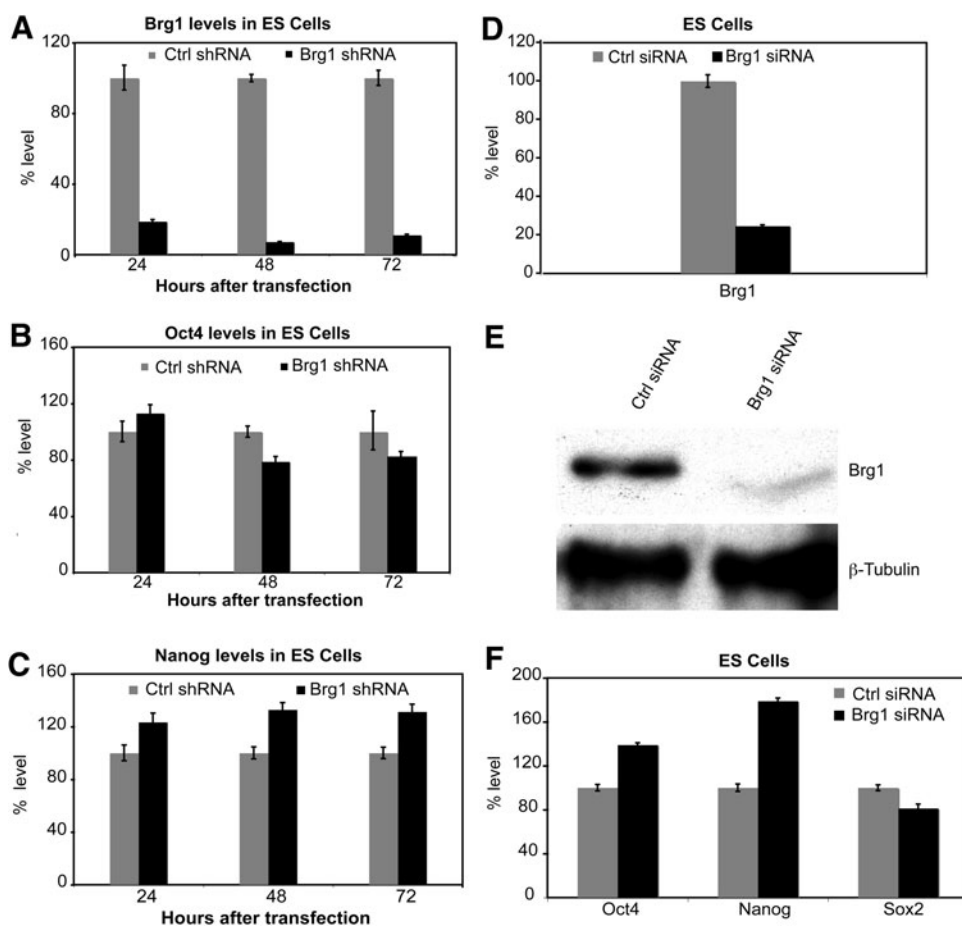 A
Brg1 levels in ES Cells
Ctrl shRNA Brg1 shRNA
% level
120
80
40
0
24 48 72
Hours after transfection
B
Oct4 levels in ES Cells
Ctrl shRNA Brg1 shRNA
% level
160
120
80
40
0
24 48 72
Hours after transfection
C
Nanog levels in ES Cells
Ctrl shRNA Brg1 shRNA
% level
160
120
80
40
0
24 48 72
Hours after transfection
D
ES Cells
Ctrl siRNA Brg1 siRNA
% level
120
100
80
60
40
20
0
Brg1
E
Ctrl siRNA
Brg1 siRNA
Brg1
β-Tubulin
F
ES Cells
Ctrl siRNA
Brg1 siRNA
% level
200
160
120
80
40
0
Oct4 Nanog Sox2